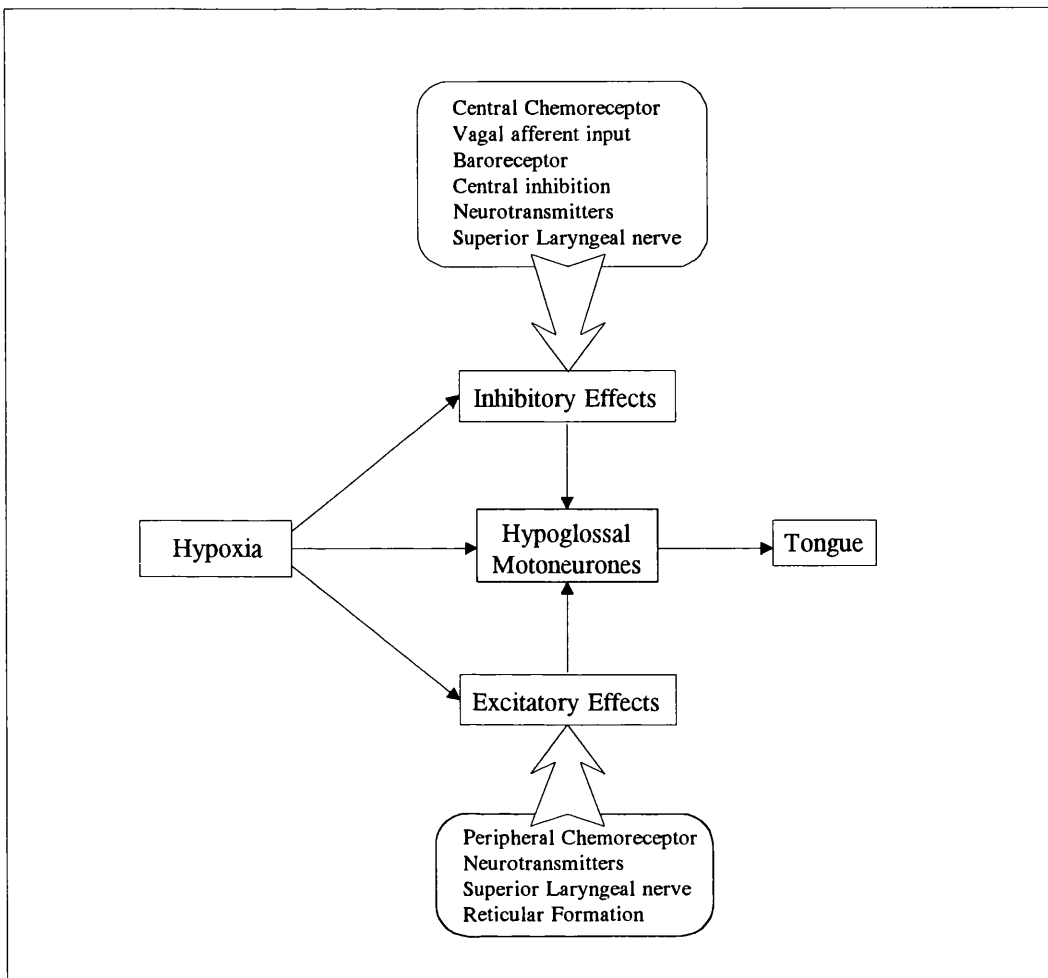 Central Chemoreceptor
Vagal afferent input
Baroreceptor
Central inhibition
Neurotransmitters
Superior Laryngeal nerve
Inhibitory Effects
Hypoxia
Hypoglossal
Motoneurones
Tongue
Excitatory Effects
Peripheral Chemoreceptor
Neurotransmitters
Superior Laryngeal nerve
Reticular Formation